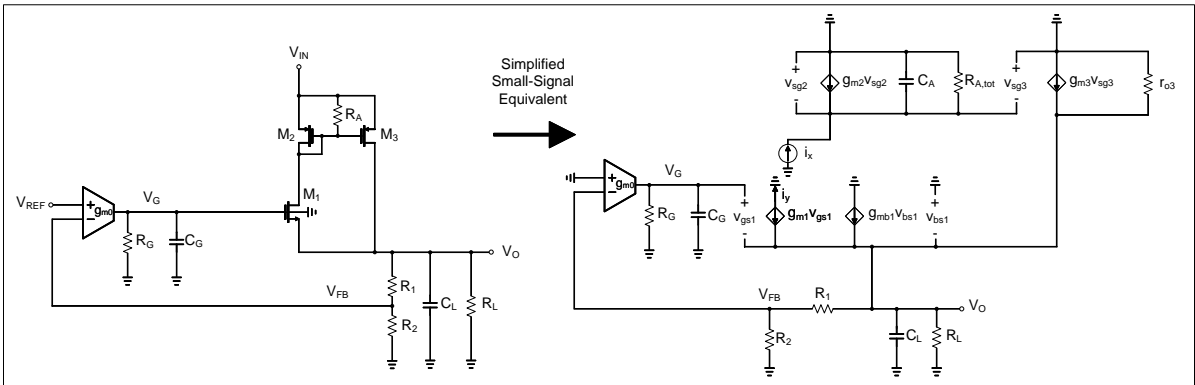 V_IN
R_A
M_2
M_3
M_1
V_REF
+
-
g_m0
V_G
R_G
C_G
V_O
R_1
V_FB
R_2
C_L
R_L
Simplified
Small-Signal
Equivalent
+
v_sg2
-
g_m2v_sg2
C_A
R_A,tot
+
v_sg3
-
g_m3v_sg3
r_o3
i_x
+
-
g_m0
V_G
R_G
C_G
+
v_gs1
-
i_y
g_m1v_gs1
g_mb1v_bs1
+
v_bs1
-
V_FB
R_1
V_O
R_2
C_L
R_L